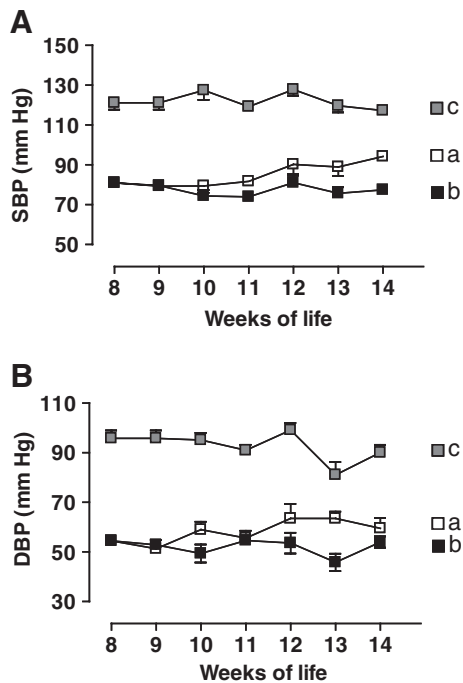 A
150
130
110
90
70
50
SBP (mm Hg)
c
a
b
8 9 10 11 12 13 14
Weeks of life
B
110
90
70
50
30
DBP (mm Hg)
c
a
b
8 9 10 11 12 13 14
Weeks of life